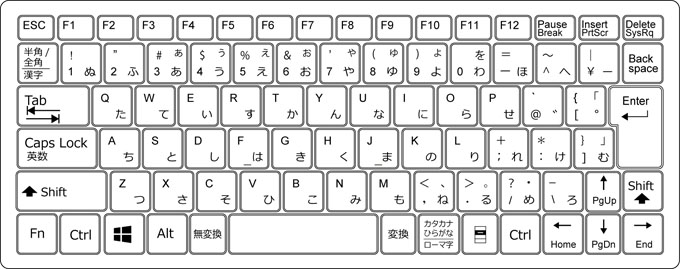 ESC F1 F2 F3 F4 F5 F6 F7 F8 F9 F10 F11 F12 Pause Break Insert PrtScr Delete SysRq
半角/全角 漢字 ! 1 ぬ " 2 ふ # ぁ 3 あ $ ぅ 4 う % ぇ 5 え & ぉ 6 お ' ゃ 7 や ( ゅ 8 ゆ ) ょ 9 よ を 0 わ = - ほ ~ ^ へ | ¥ ー Back space
Tab Q た W て E い R す T か Y ん U な I に O ら P せ ` @ ゛ { 「 [ ゜ Enter
Caps Lock 英数 A ち S と D し F _は G き H く J _ま K の L り + ; れ * : け } 」 ] む
Shift Z つ X さ C そ V ひ B こ N み M も < 、 , ね > 。 . る ? ・ / め _ \ ろ ↑ PgUp Shift
Fn Ctrl Alt 無変換 変換 カタカナ ひらがな ローマ字 Ctrl ← Home ↓ PgDn → End